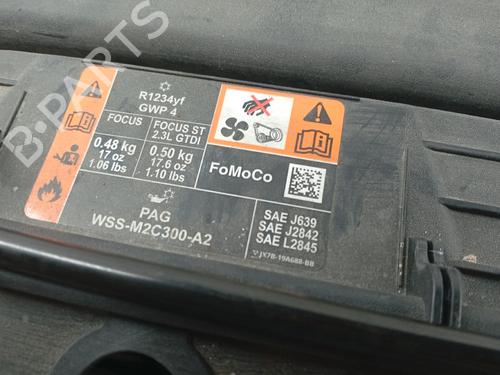 R1234yf
GWP 4
FOCUS
FOCUS ST
2.3L GTDI
0.48 kg
17 oz
1.06 lbs
0.50 kg
17.6 oz
1.10 lbs
FoMoCo
PAG
WSS-M2C300-A2
SAE J639
SAE J2842
SAE L2845
JX7B-19A688-BB
B-PARTS